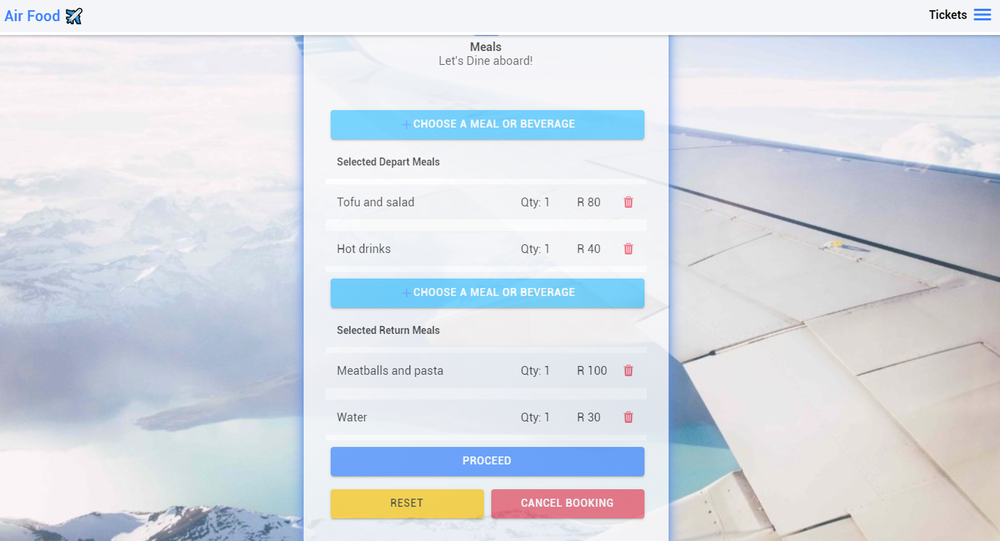 Air Food
Tickets
Meals
Let's Dine aboard!
CHOOSE A MEAL OR BEVERAGE
Selected Depart Meals
Tofu and salad Qty: 1 R 80
Hot drinks Qty: 1 R 40
CHOOSE A MEAL OR BEVERAGE
Selected Return Meals
Meatballs and pasta Qty: 1 R 100
Water Qty: 1 R 30
PROCEED
RESET CANCEL BOOKING